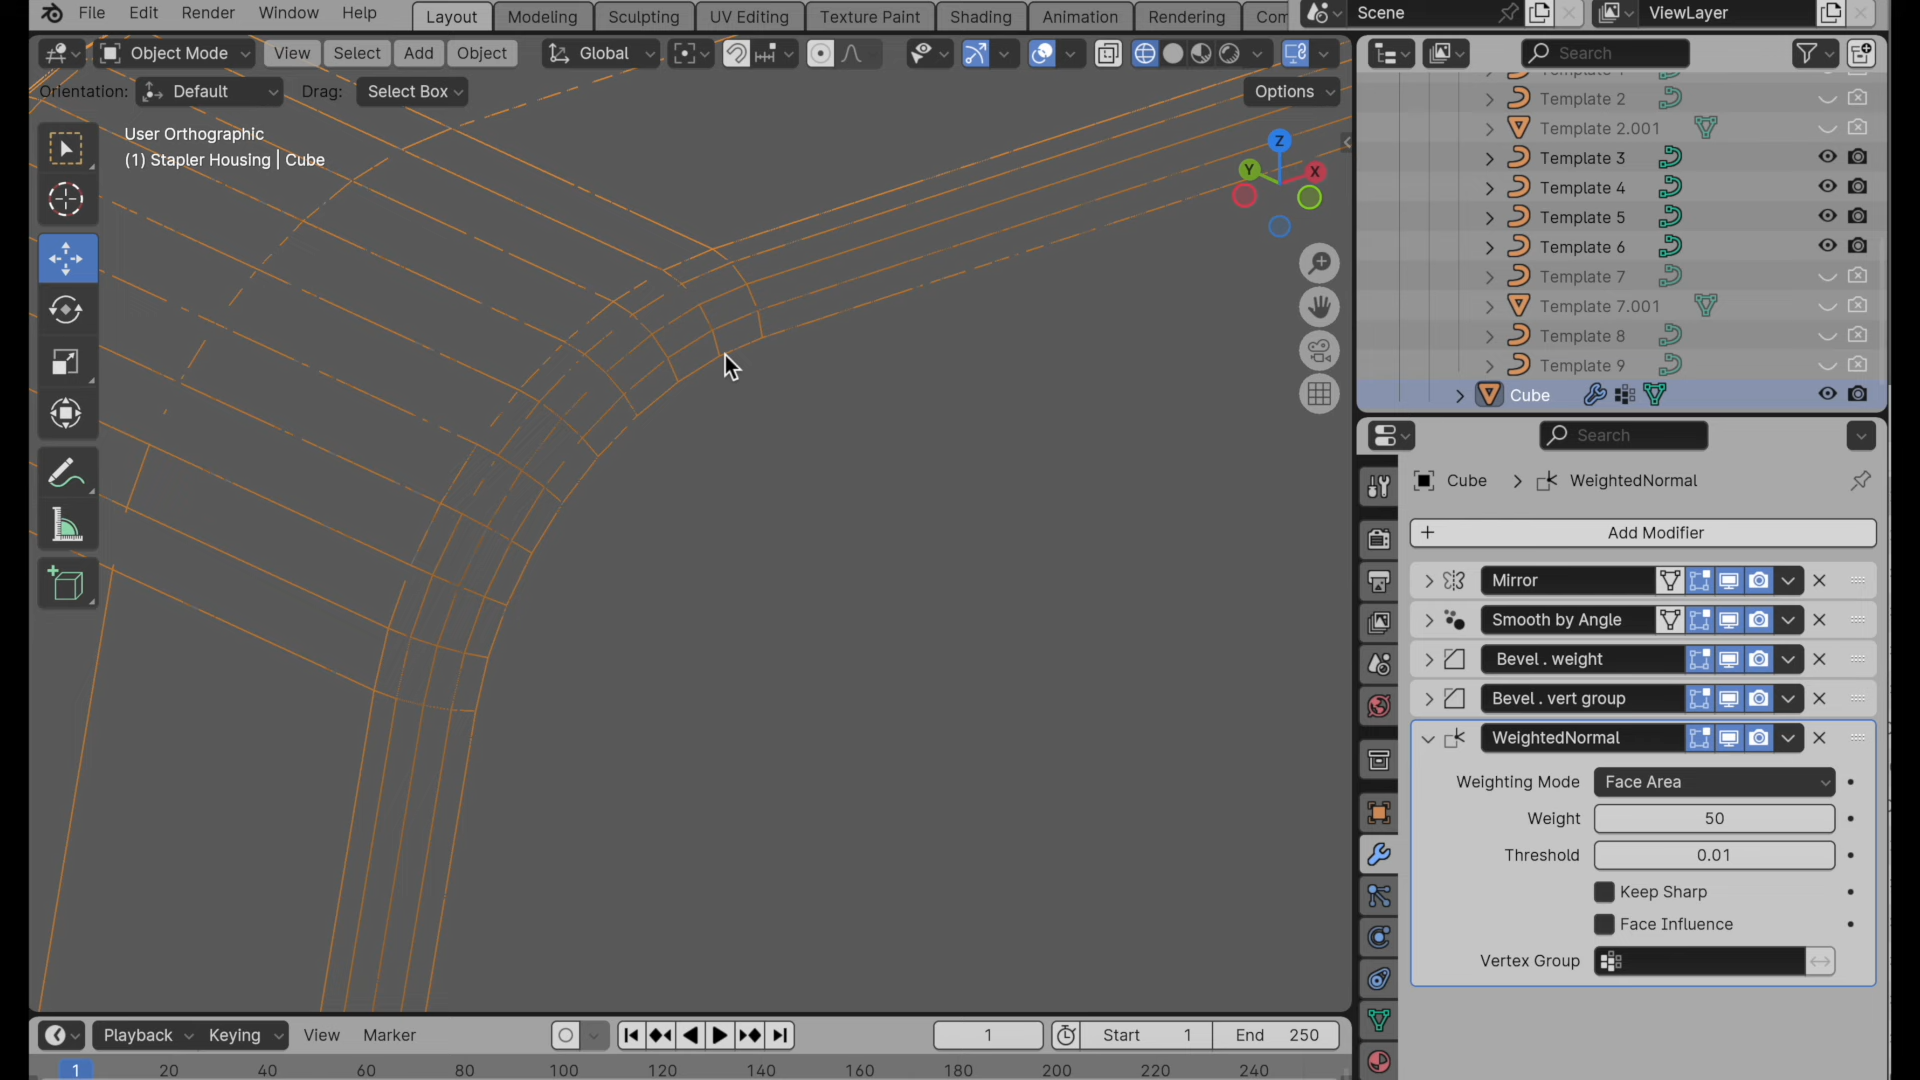 File Edit Render Window Help Layout Modeling Sculpting UV Editing Texture Paint Shading Animation Rendering Com Scene ViewLayer
Object Mode View Select Add Object Global Search
Orientation: Default Drag: Select Box Options
User Orthographic
(1) Stapler Housing | Cube
Z
Y
X
Template 2
Template 2.001
Template 3
Template 4
Template 5
Template 6
Template 7
Template 7.001
Template 8
Template 9
Cube
Search
Cube > WeightedNormal
+ Add Modifier
Mirror
Smooth by Angle
Bevel . weight
Bevel . vert group
WeightedNormal
Weighting Mode Face Area
Weight 50
Threshold 0.01
Keep Sharp
Face Influence
Vertex Group
Playback Keying View Marker 1 Start 1 End 250
1 20 40 60 80 100 120 140 160 180 200 220 240